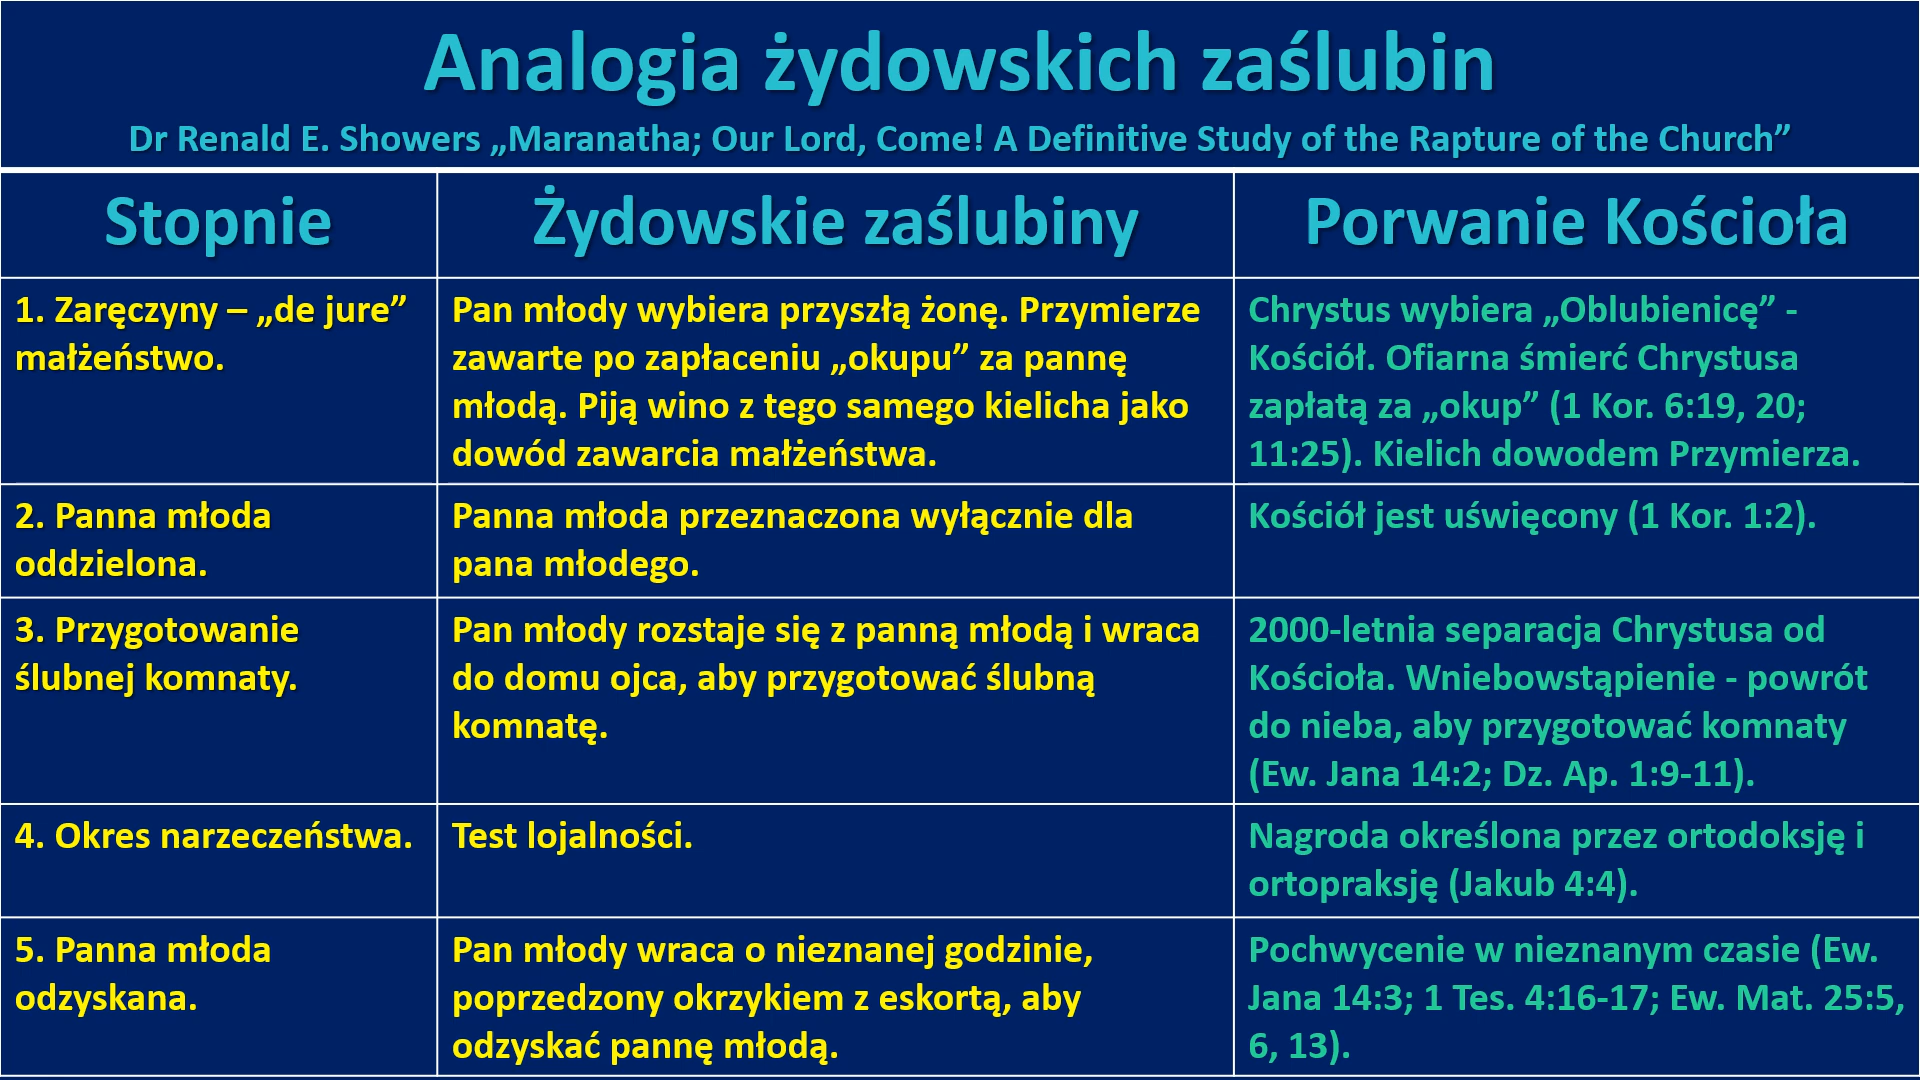 Analogia żydowskich zaślubin
Dr Renald E. Showers „Maranatha; Our Lord, Come! A Definitive Study of the Rapture of the Church”
Stopnie
Żydowskie zaślubiny
Porwanie Kościoła
1. Zaręczyny – „de jure”
małżeństwo.
Pan młody wybiera przyszłą żonę. Przymierze
zawarte po zapłaceniu „okupu” za pannę
młodą. Piją wino z tego samego kielicha jako
dowód zawarcia małżeństwa.
Chrystus wybiera „Oblubienicę” -
Kościół. Ofiarna śmierć Chrystusa
zapłatą za „okup” (1 Kor. 6:19, 20;
11:25). Kielich dowodem Przymierza.
2. Panna młoda
oddzielona.
Panna młoda przeznaczona wyłącznie dla
pana młodego.
Kościół jest uświęcony (1 Kor. 1:2).
3. Przygotowanie
ślubnej komnaty.
Pan młody rozstaje się z panną młodą i wraca
do domu ojca, aby przygotować ślubną
komnatę.
2000-letnia separacja Chrystusa od
Kościoła. Wniebowstąpienie - powrót
do nieba, aby przygotować komnaty
(Ew. Jana 14:2; Dz. Ap. 1:9-11).
4. Okres narzeczeństwa.
Test lojalności.
Nagroda określona przez ortodoksję i
ortopraksję (Jakub 4:4).
5. Panna młoda
odzyskana.
Pan młody wraca o nieznanej godzinie,
poprzedzony okrzykiem z eskortą, aby
odzyskać pannę młodą.
Pochwycenie w nieznanym czasie (Ew.
Jana 14:3; 1 Tes. 4:16-17; Ew. Mat. 25:5,
6, 13).